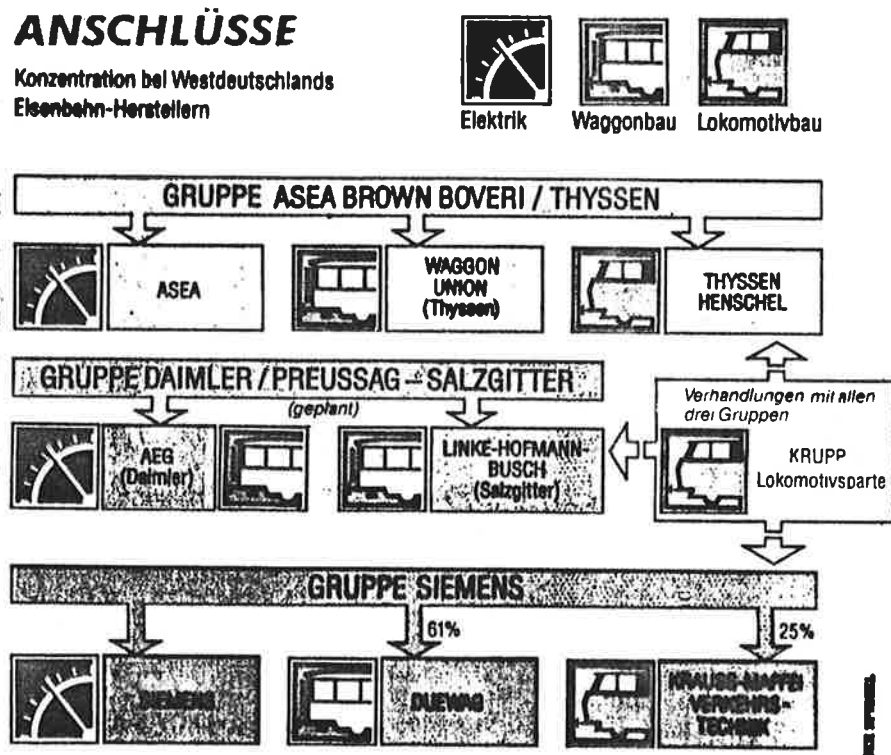 ANSCHLÜSSE
Konzentration bei Westdeutschlands
Eisenbahn-Herstellern
Elektrik
Waggonbau
Lokomotivbau
GRUPPE ASEA BROWN BOVERI / THYSSEN
ASEA
WAGGON
UNION
(Thyssen)
THYSSEN
HENSCHEL
GRUPPE DAIMLER / PREUSSAG – SALZGITTER
(geplant)
AEG
(Daimler)
LINKE-HOFMANN-
BUSCH
(Salzgitter)
Verhandlungen mit allen
drei Gruppen
KRUPP
Lokomotivsparte
GRUPPE SIEMENS
61%
25%
SIEMENS
DUEWAG
KRAUSS-MAFFEI
VERKEHRS-
TECHNIK
DER SPIEGEL